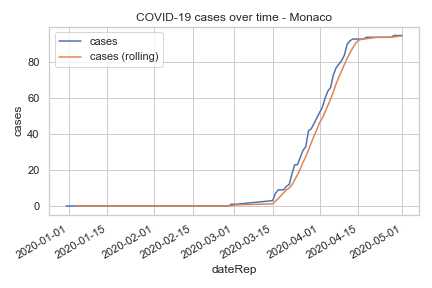 COVID-19 cases over time - Monaco
cases
cases (rolling)
80
60
40
20
0
cases
2020-01-01
2020-01-15
2020-02-01
2020-02-15
2020-03-01
2020-03-15
2020-04-01
2020-04-15
2020-05-01
dateRep